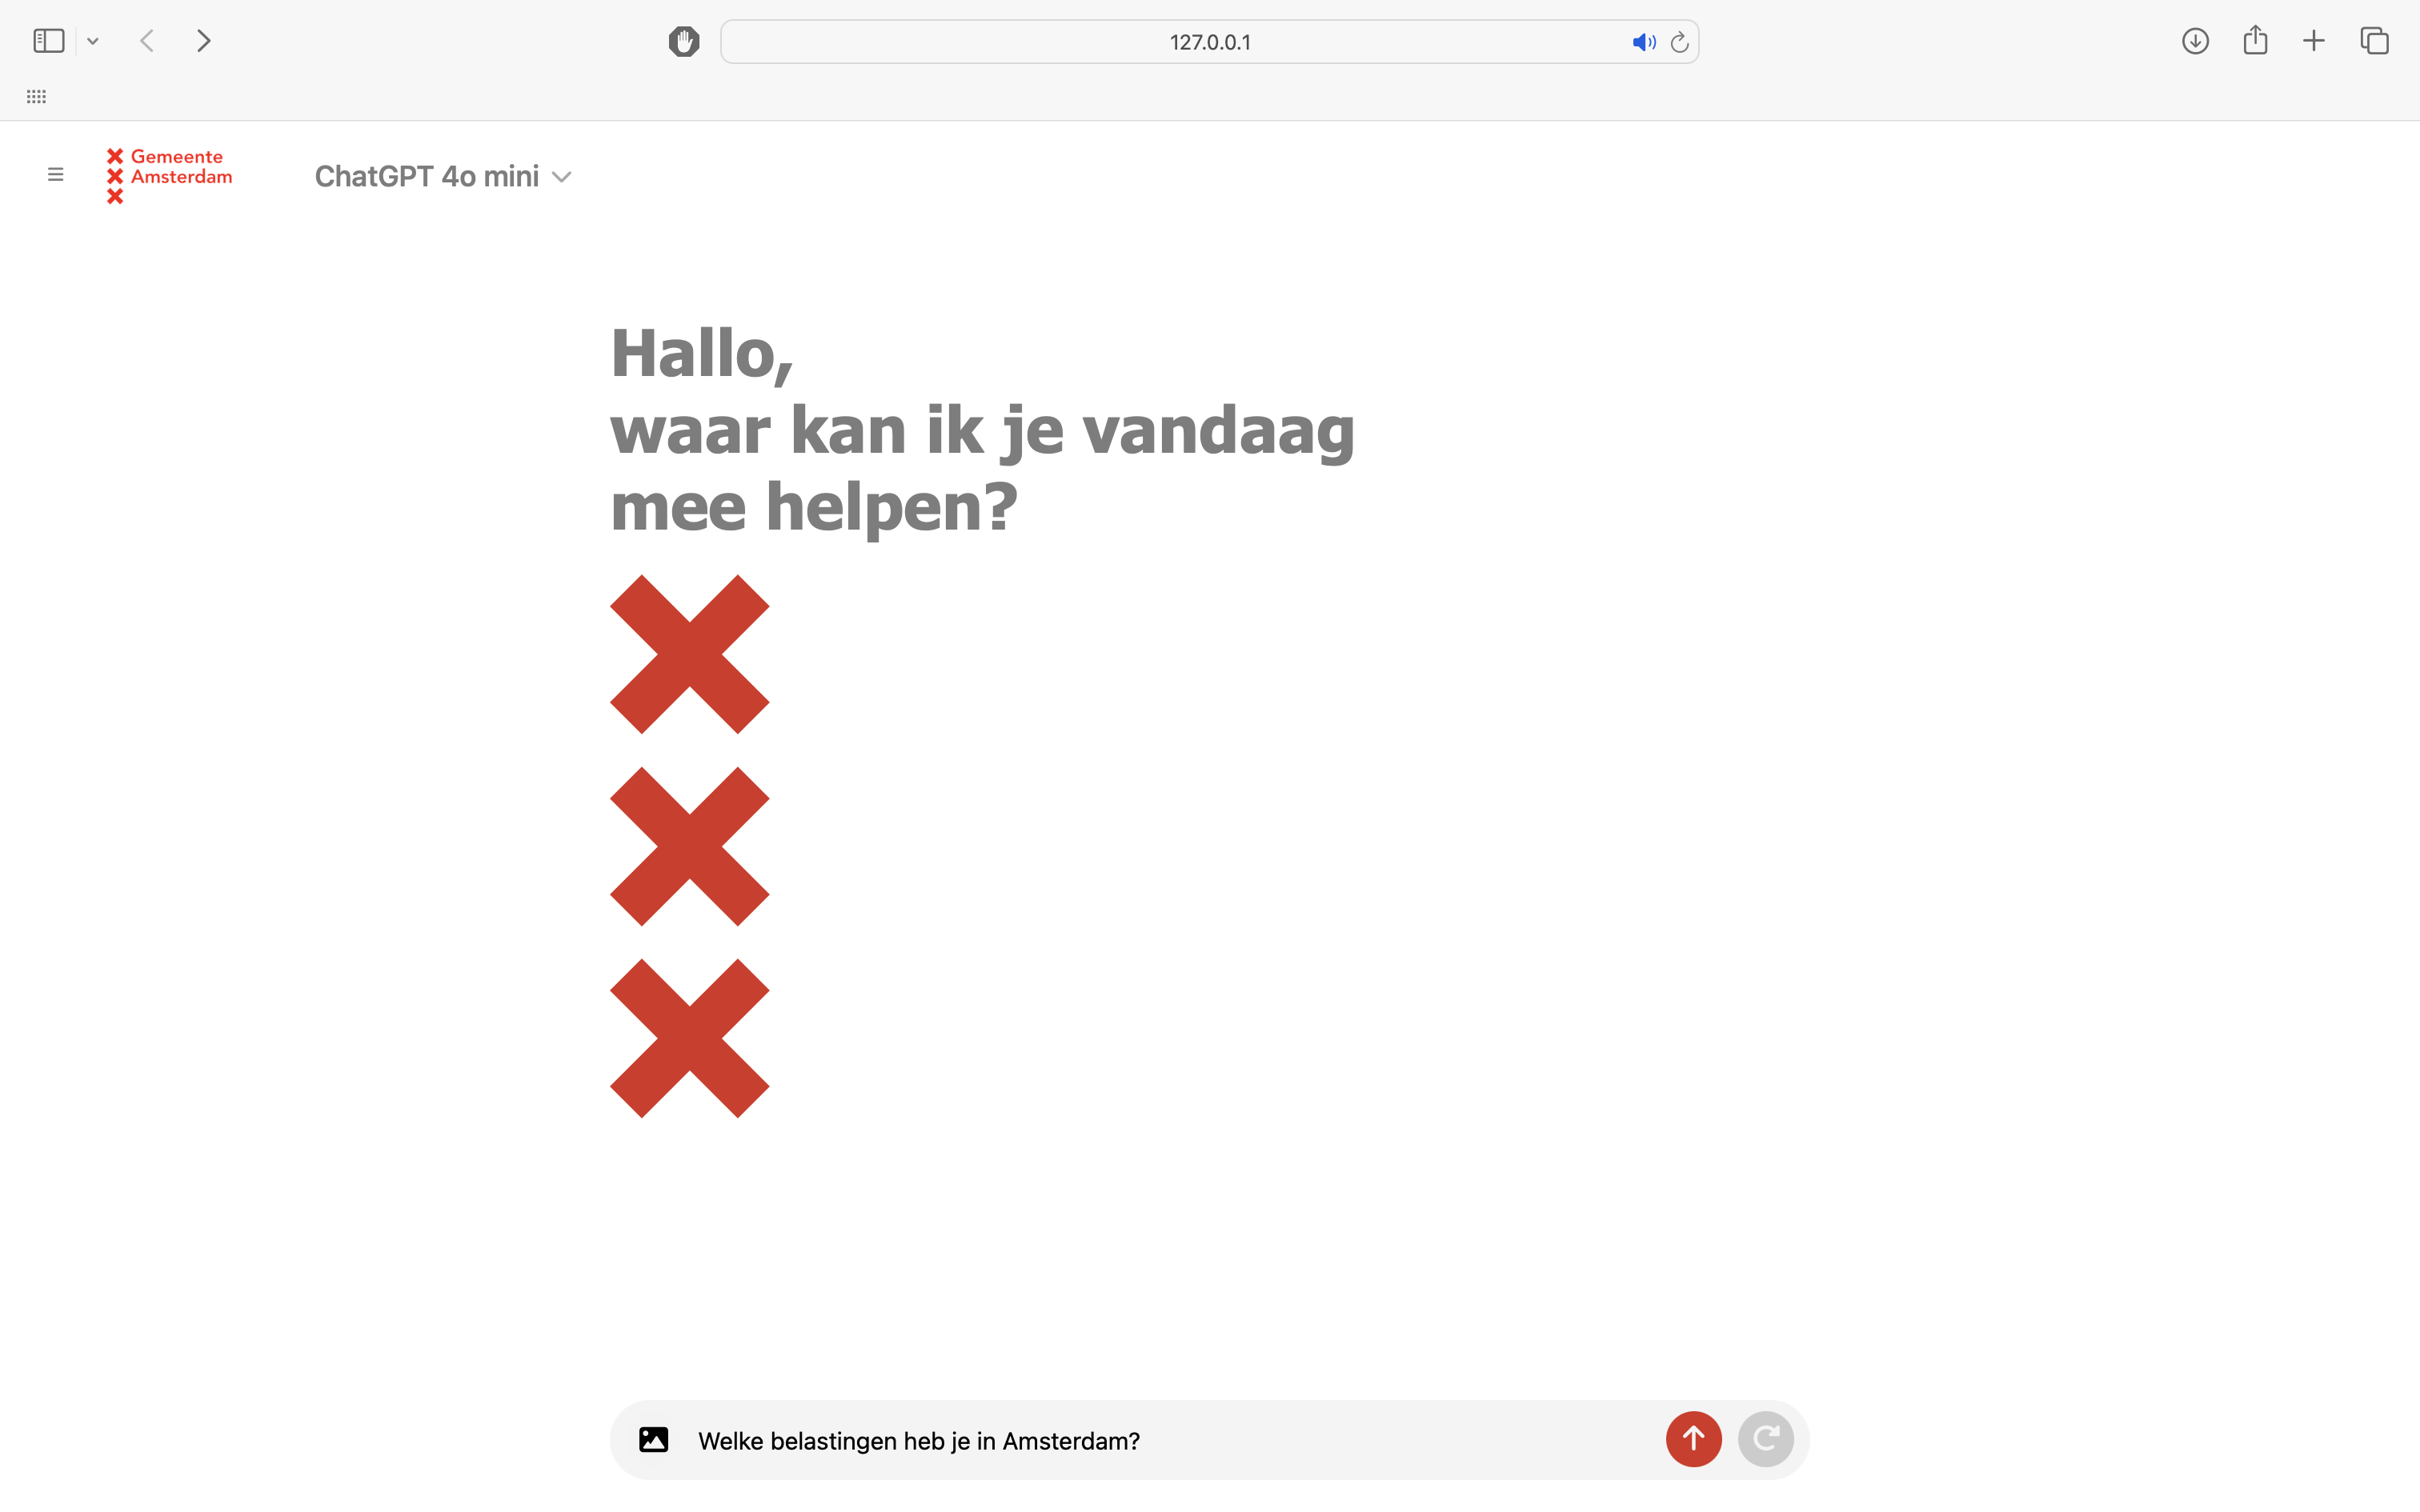 127.0.0.1
Gemeente
Amsterdam
ChatGPT 4o mini
Hallo,
waar kan ik je vandaag
mee helpen?
Welke belastingen heb je in Amsterdam?